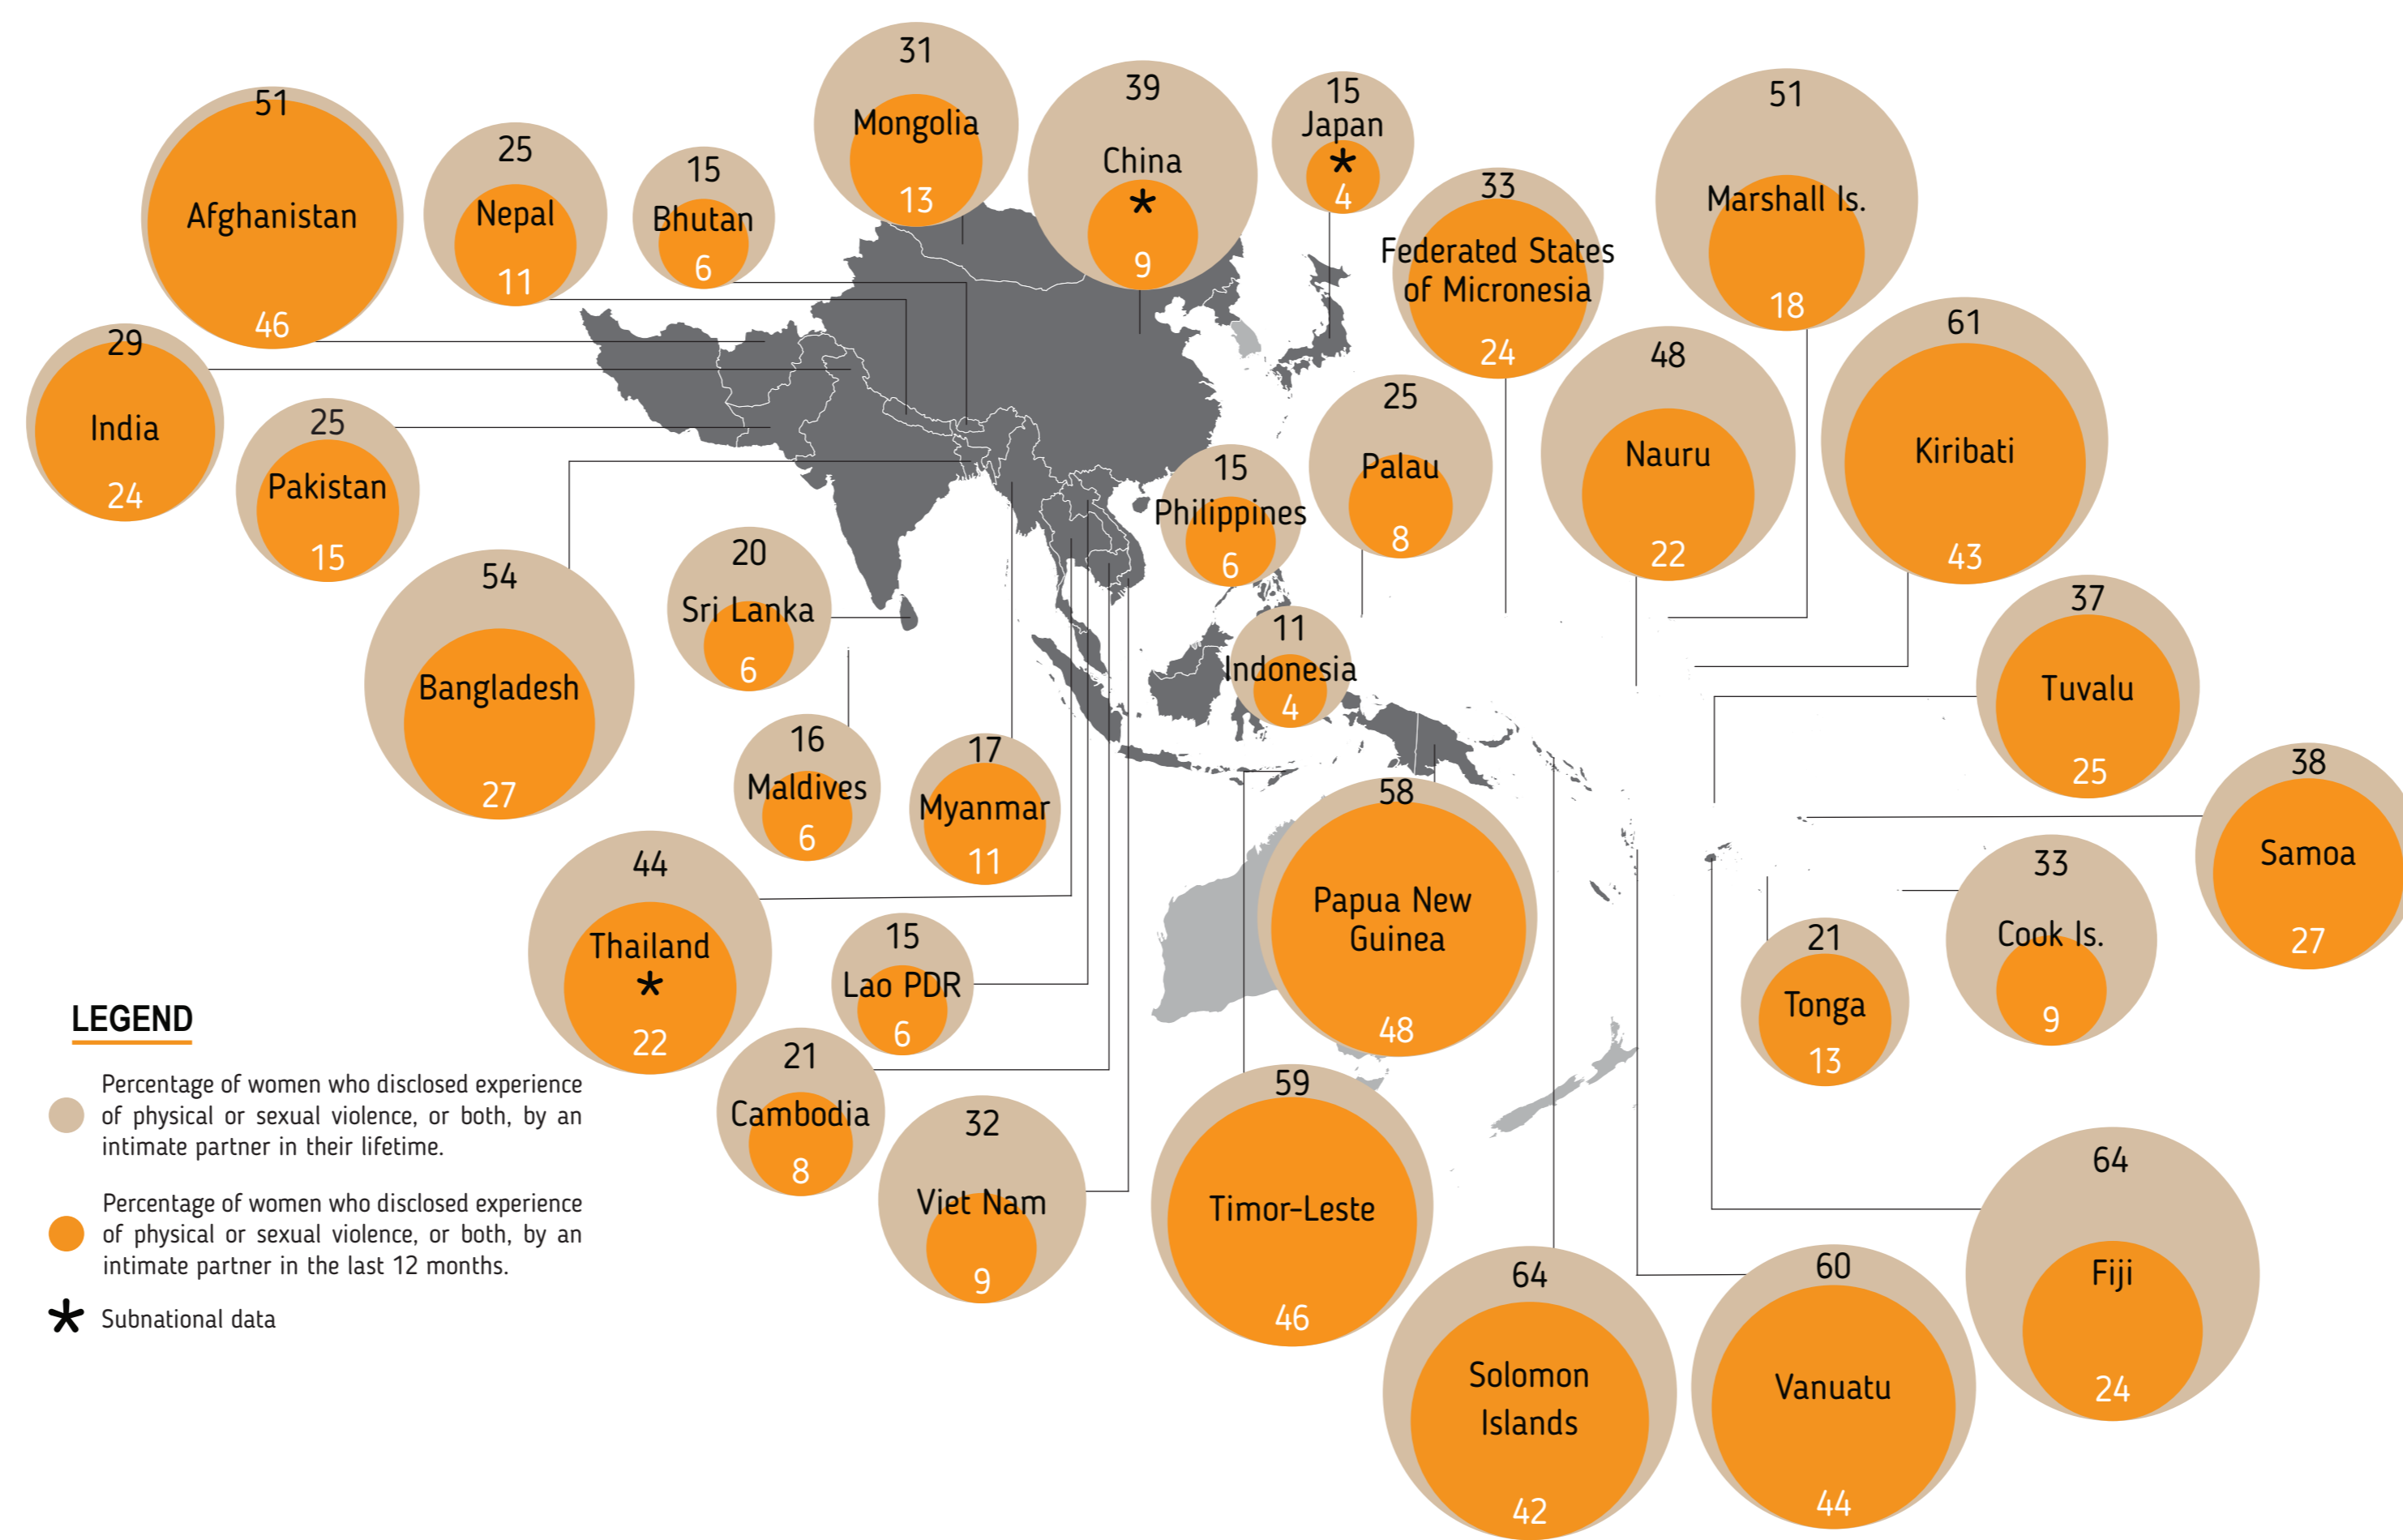 31
Mongolia
13
39
China
*
9
15
Japan
*
4
51
Marshall Is.
18
51
Afghanistan
46
25
Nepal
11
15
Bhutan
6
33
Federated States
of Micronesia
24
61
Kiribati
43
29
India
24
48
Nauru
22
25
Pakistan
15
25
Palau
8
15
Philippines
6
54
Bangladesh
27
20
Sri Lanka
6
11
Indonesia
4
37
Tuvalu
25
16
Maldives
6
17
Myanmar
11
38
Samoa
27
58
Papua New
Guinea
48
44
Thailand
*
22
33
Cook Is.
9
15
Lao PDR
6
21
Tonga
13
21
Cambodia
8
32
Viet Nam
9
59
Timor-Leste
46
64
Fiji
24
64
Solomon
Islands
42
60
Vanuatu
44
LEGEND
Percentage of women who disclosed experience
of physical or sexual violence, or both, by an
intimate partner in their lifetime.
Percentage of women who disclosed experience
of physical or sexual violence, or both, by an
intimate partner in the last 12 months.
* Subnational data